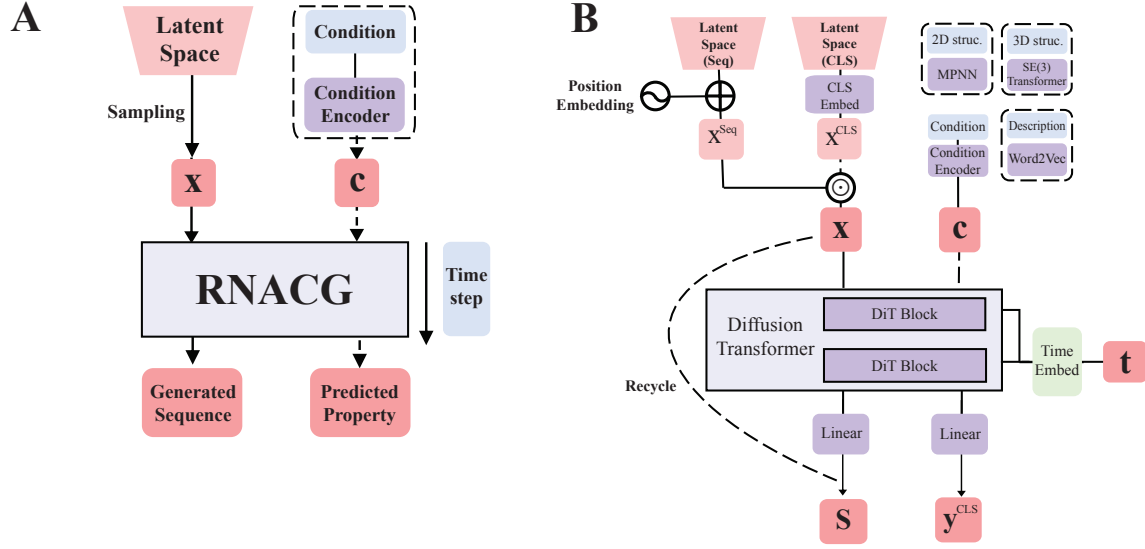 A
Latent
Space
Condition
Condition
Encoder
Sampling
x
c
RNACG
Time
step
Generated
Sequence
Predicted
Property
B
Latent
Space
(Seq)
Latent
Space
(CLS)
2D struc.
MPNN
3D struc.
SE(3)
Transformer
Position
Embedding
CLS
Embed
X^Seq
X^CLS
Condition
Condition
Encoder
Description
Word2Vec
x
c
Diffusion
Transformer
DiT Block
DiT Block
Time
Embed
t
Recycle
Linear
Linear
S
y^CLS